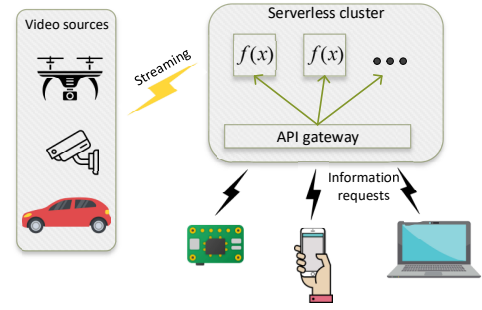 Video sources
Streaming
Serverless cluster
f(x)
f(x)
API gateway
Information
requests